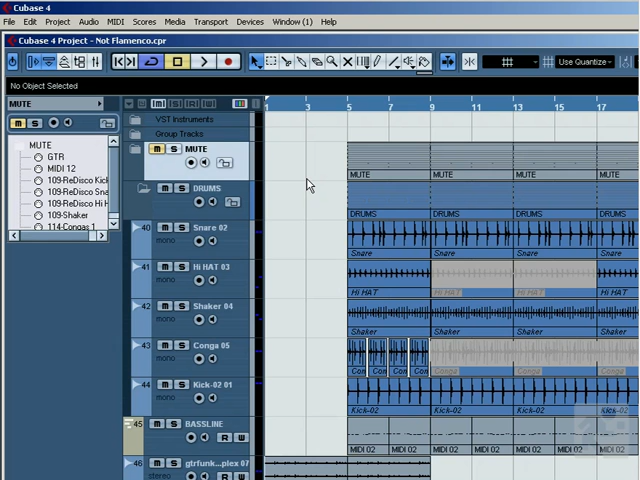 Cubase 4
File Edit Project Audio MIDI Scores Media Transport Devices Window (1) Help
Cubase 4 Project - Not Flamenco.cpr
Use Quantize
No Object Selected
MUTE
1 3 5 7 9 11 13 15 17
VST Instruments
Group Tracks
MUTE
GTR
MIDI 12
109-ReDisco Kick
109-ReDisco Sna
109-ReDisco Hi H
109-Shaker
114-Congas 1
MUTE
MUTE MUTE MUTE MUTE
DRUMS
DRUMS DRUMS DRUMS DRUMS
40 Snare 02
mono
Snare Snare Snare Snare
41 Hi HAT 03
mono
Hi HAT Hi HAT Hi HAT Hi HAT
42 Shaker 04
mono
Shaker Shaker Shaker Shaker
43 Conga 05
mono
Con Con Con Con Conga Conga Conga
44 Kick-02 01
mono
Kick-02 Kick-02 Kick-02 Kick-02
45 BASSLINE
MIDI 02 MIDI 02 MIDI 02 MIDI 02 MIDI 02 MIDI 02 MIDI 02
46 gtrfunk...plex 07
stereo